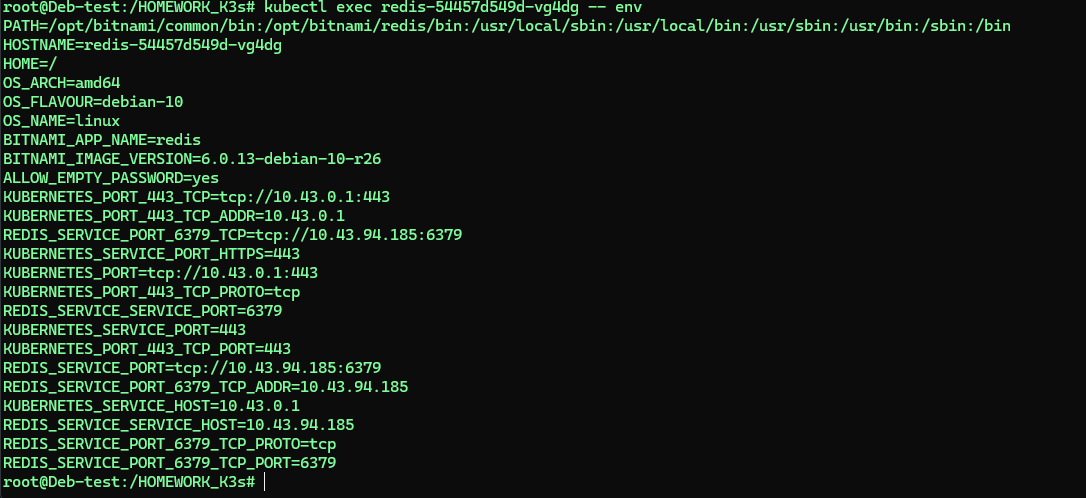 root@Deb-test:/HOMEWORK_K3s# kubectl exec redis-54457d549d-vg4dg -- env
PATH=/opt/bitnami/common/bin:/opt/bitnami/redis/bin:/usr/local/sbin:/usr/local/bin:/usr/sbin:/usr/bin:/sbin:/bin
HOSTNAME=redis-54457d549d-vg4dg
HOME=/
OS_ARCH=amd64
OS_FLAVOUR=debian-10
OS_NAME=linux
BITNAMI_APP_NAME=redis
BITNAMI_IMAGE_VERSION=6.0.13-debian-10-r26
ALLOW_EMPTY_PASSWORD=yes
KUBERNETES_PORT_443_TCP=tcp://10.43.0.1:443
KUBERNETES_PORT_443_TCP_ADDR=10.43.0.1
REDIS_SERVICE_PORT_6379_TCP=tcp://10.43.94.185:6379
KUBERNETES_SERVICE_PORT_HTTPS=443
KUBERNETES_PORT=tcp://10.43.0.1:443
KUBERNETES_PORT_443_TCP_PROTO=tcp
REDIS_SERVICE_SERVICE_PORT=6379
KUBERNETES_SERVICE_PORT=443
KUBERNETES_PORT_443_TCP_PORT=443
REDIS_SERVICE_PORT=tcp://10.43.94.185:6379
REDIS_SERVICE_PORT_6379_TCP_ADDR=10.43.94.185
KUBERNETES_SERVICE_HOST=10.43.0.1
REDIS_SERVICE_SERVICE_HOST=10.43.94.185
REDIS_SERVICE_PORT_6379_TCP_PROTO=tcp
REDIS_SERVICE_PORT_6379_TCP_PORT=6379
root@Deb-test:/HOMEWORK_K3s#